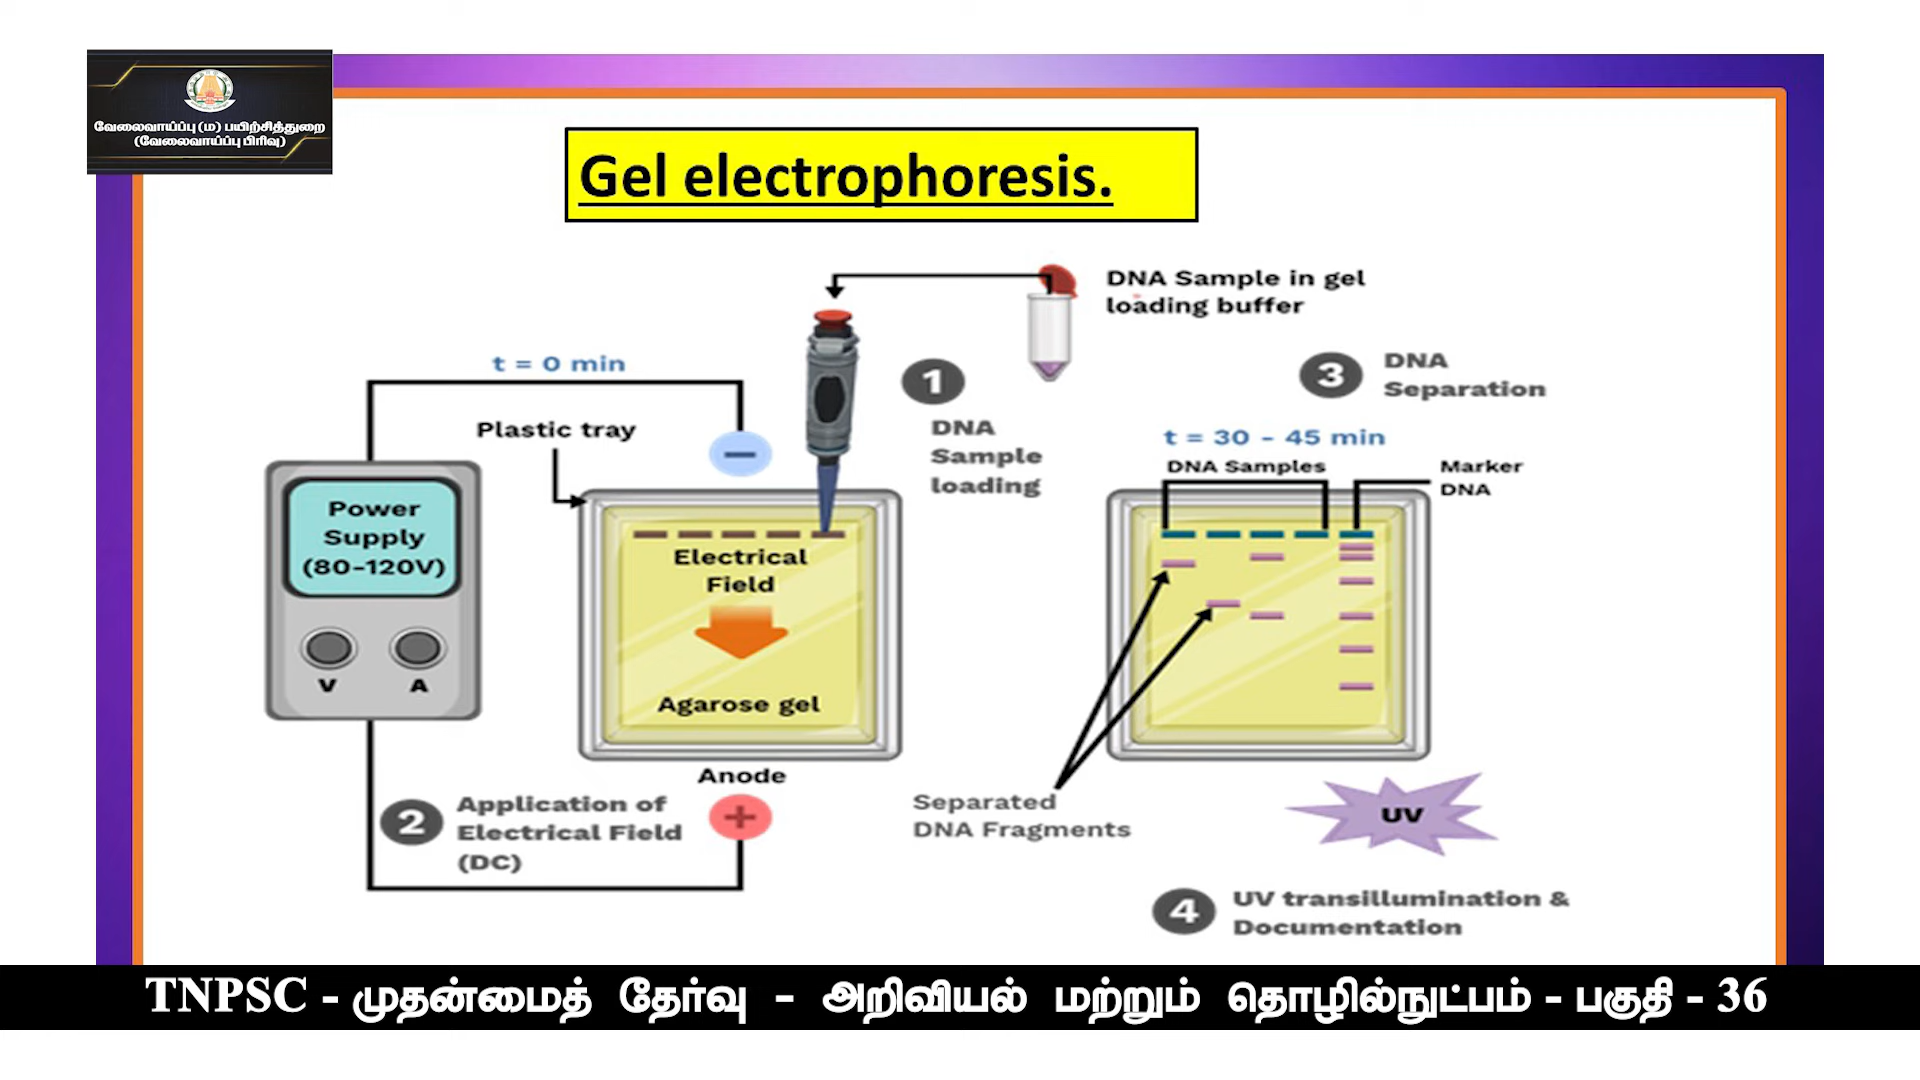 வேலைவாய்ப்பு (ம) பயிற்சித்துறை
(வேலைவாய்ப்பு பிரிவு)
Gel electrophoresis.
DNA Sample in gel
loading buffer
t = 0 min
Plastic tray
−
1
DNA
Sample
loading
3
DNA
Separation
t = 30 - 45 min
DNA Samples
Marker
DNA
Power
Supply
(80-120V)
V A
Electrical
Field
Agarose gel
Anode
+
2
Application of
Electrical Field
(DC)
Separated
DNA Fragments
UV
4
UV transillumination &
Documentation
TNPSC - முதன்மைத் தேர்வு - அறிவியல் மற்றும் தொழில்நுட்பம் - பகுதி - 36